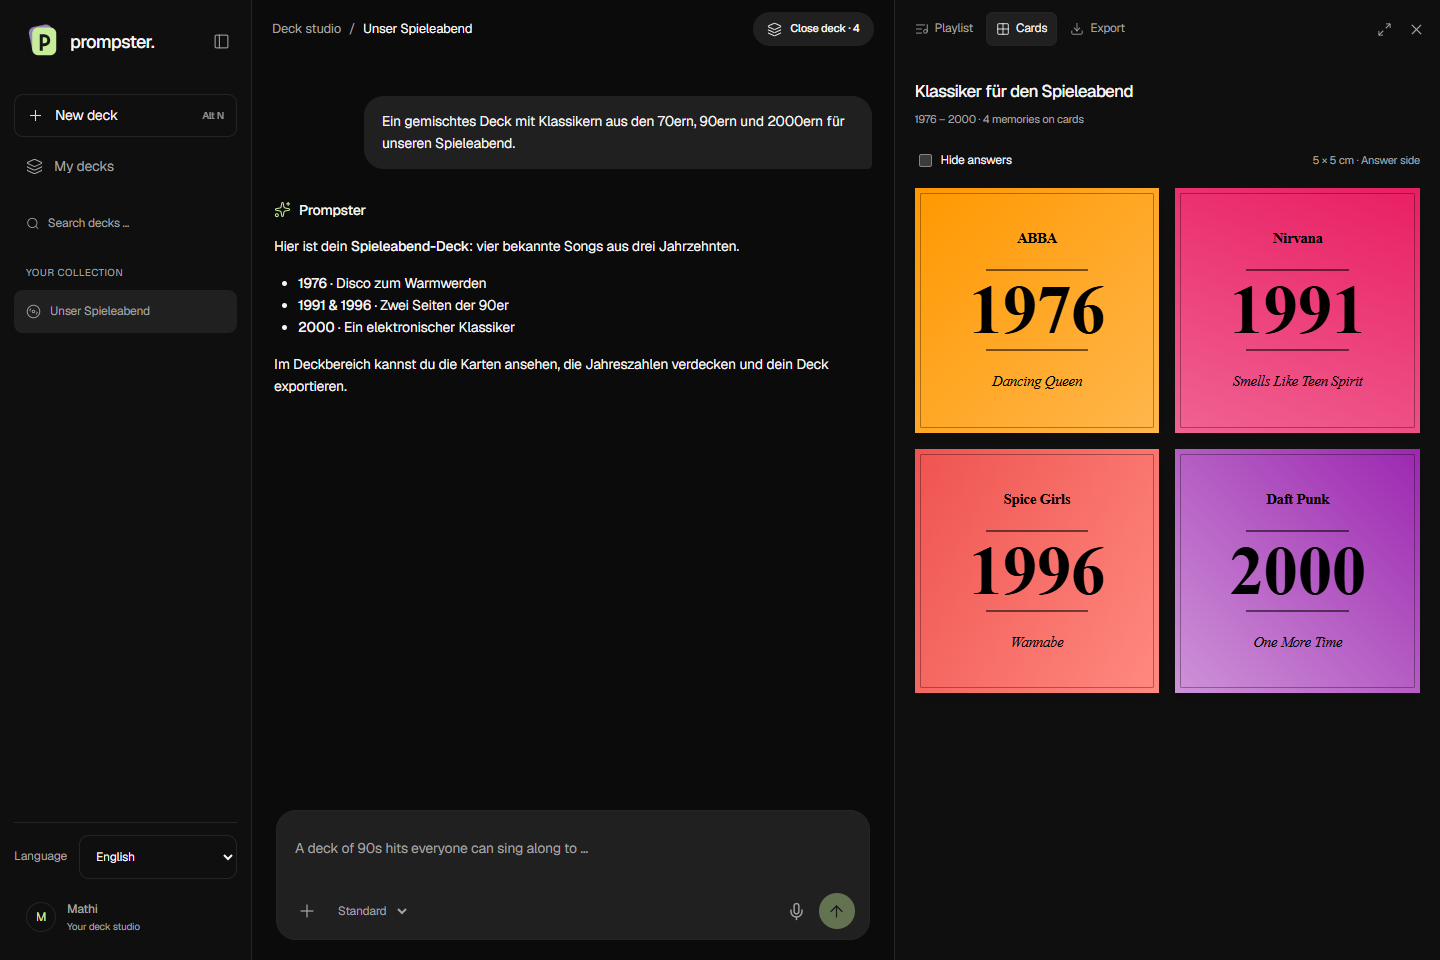 prompster.
New deck
Alt N
My decks
Search decks ...
YOUR COLLECTION
Unser Spieleabend
Language
English
M
Mathi
Your deck studio
Deck studio / Unser Spieleabend
Close deck · 4
Ein gemischtes Deck mit Klassikern aus den 70ern, 90ern und 2000ern für
unseren Spieleabend.
Prompster
Hier ist dein Spieleabend-Deck: vier bekannte Songs aus drei Jahrzehnten.
• 1976 · Disco zum Warmwerden
• 1991 & 1996 · Zwei Seiten der 90er
• 2000 · Ein elektronischer Klassiker
Im Deckbereich kannst du die Karten ansehen, die Jahreszahlen verdecken und dein Deck
exportieren.
A deck of 90s hits everyone can sing along to ...
Standard
Playlist
Cards
Export
Klassiker für den Spieleabend
1976 – 2000 · 4 memories on cards
Hide answers
5 × 5 cm · Answer side
ABBA
1976
Dancing Queen
Nirvana
1991
Smells Like Teen Spirit
Spice Girls
1996
Wannabe
Daft Punk
2000
One More Time